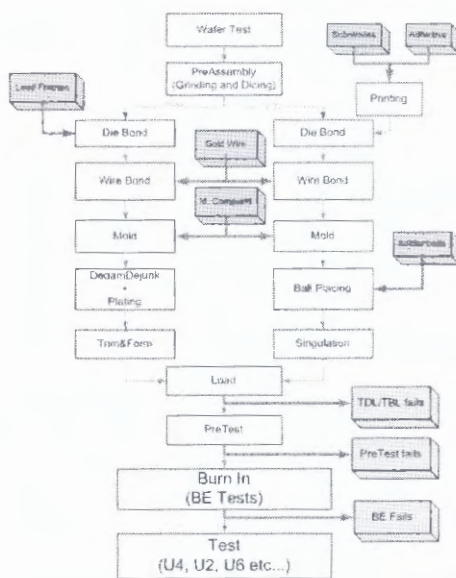 Wafer Test
Substrates
Adhesive
PreAssembly
(Grinding and Dicing)
Lead Frames
Printing
Die Bond
Die Bond
Gold Wire
Wire Bond
Wire Bond
M. Compound
Mold
Mold
Solderballs
DedamDejunk
+
Plating
Ball Placing
Trim&Form
Singulation
Load
TDL/TBL fails
PreTest
PreTest fails
Burn In
(BE Tests)
BE Fails
Test
(U4, U2, U6 etc...)